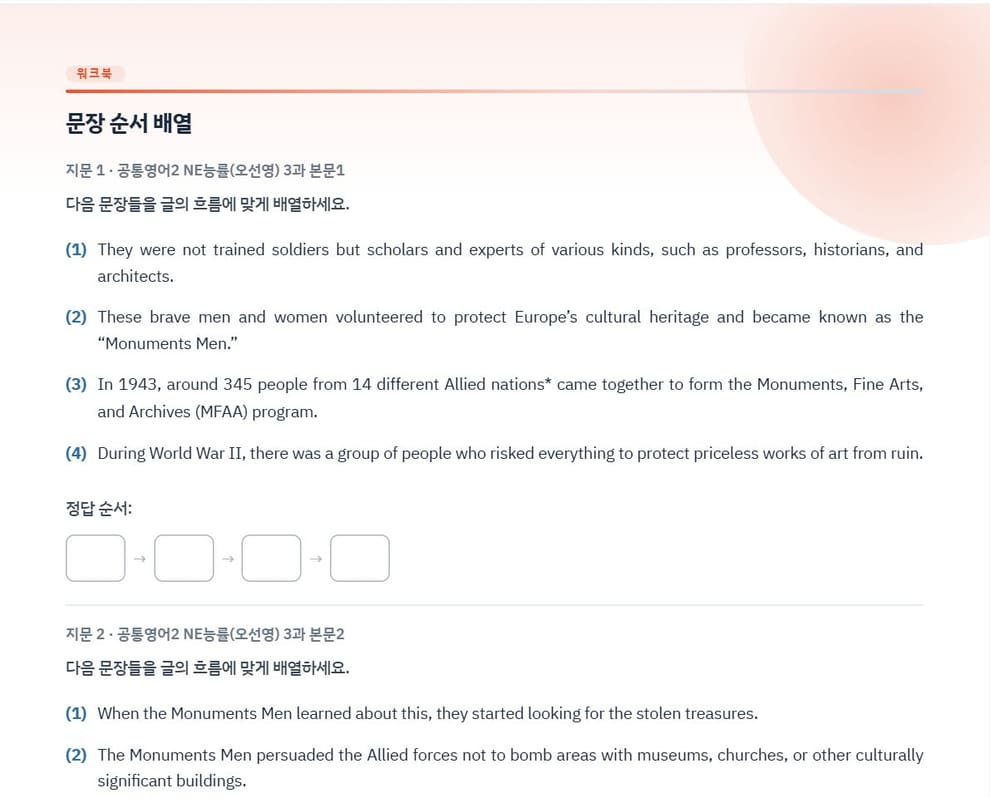 워크북
문장 순서 배열
지문 1 · 공통영어2 NE능률(오선영) 3과 본문1
다음 문장들을 글의 흐름에 맞게 배열하세요.
(1) They were not trained soldiers but scholars and experts of various kinds, such as professors, historians, and
architects.
(2) These brave men and women volunteered to protect Europe’s cultural heritage and became known as the
“Monuments Men.”
(3) In 1943, around 345 people from 14 different Allied nations* came together to form the Monuments, Fine Arts,
and Archives (MFAA) program.
(4) During World War II, there was a group of people who risked everything to protect priceless works of art from ruin.
정답 순서:
→ → →
지문 2 · 공통영어2 NE능률(오선영) 3과 본문2
다음 문장들을 글의 흐름에 맞게 배열하세요.
(1) When the Monuments Men learned about this, they started looking for the stolen treasures.
(2) The Monuments Men persuaded the Allied forces not to bomb areas with museums, churches, or other culturally
significant buildings.